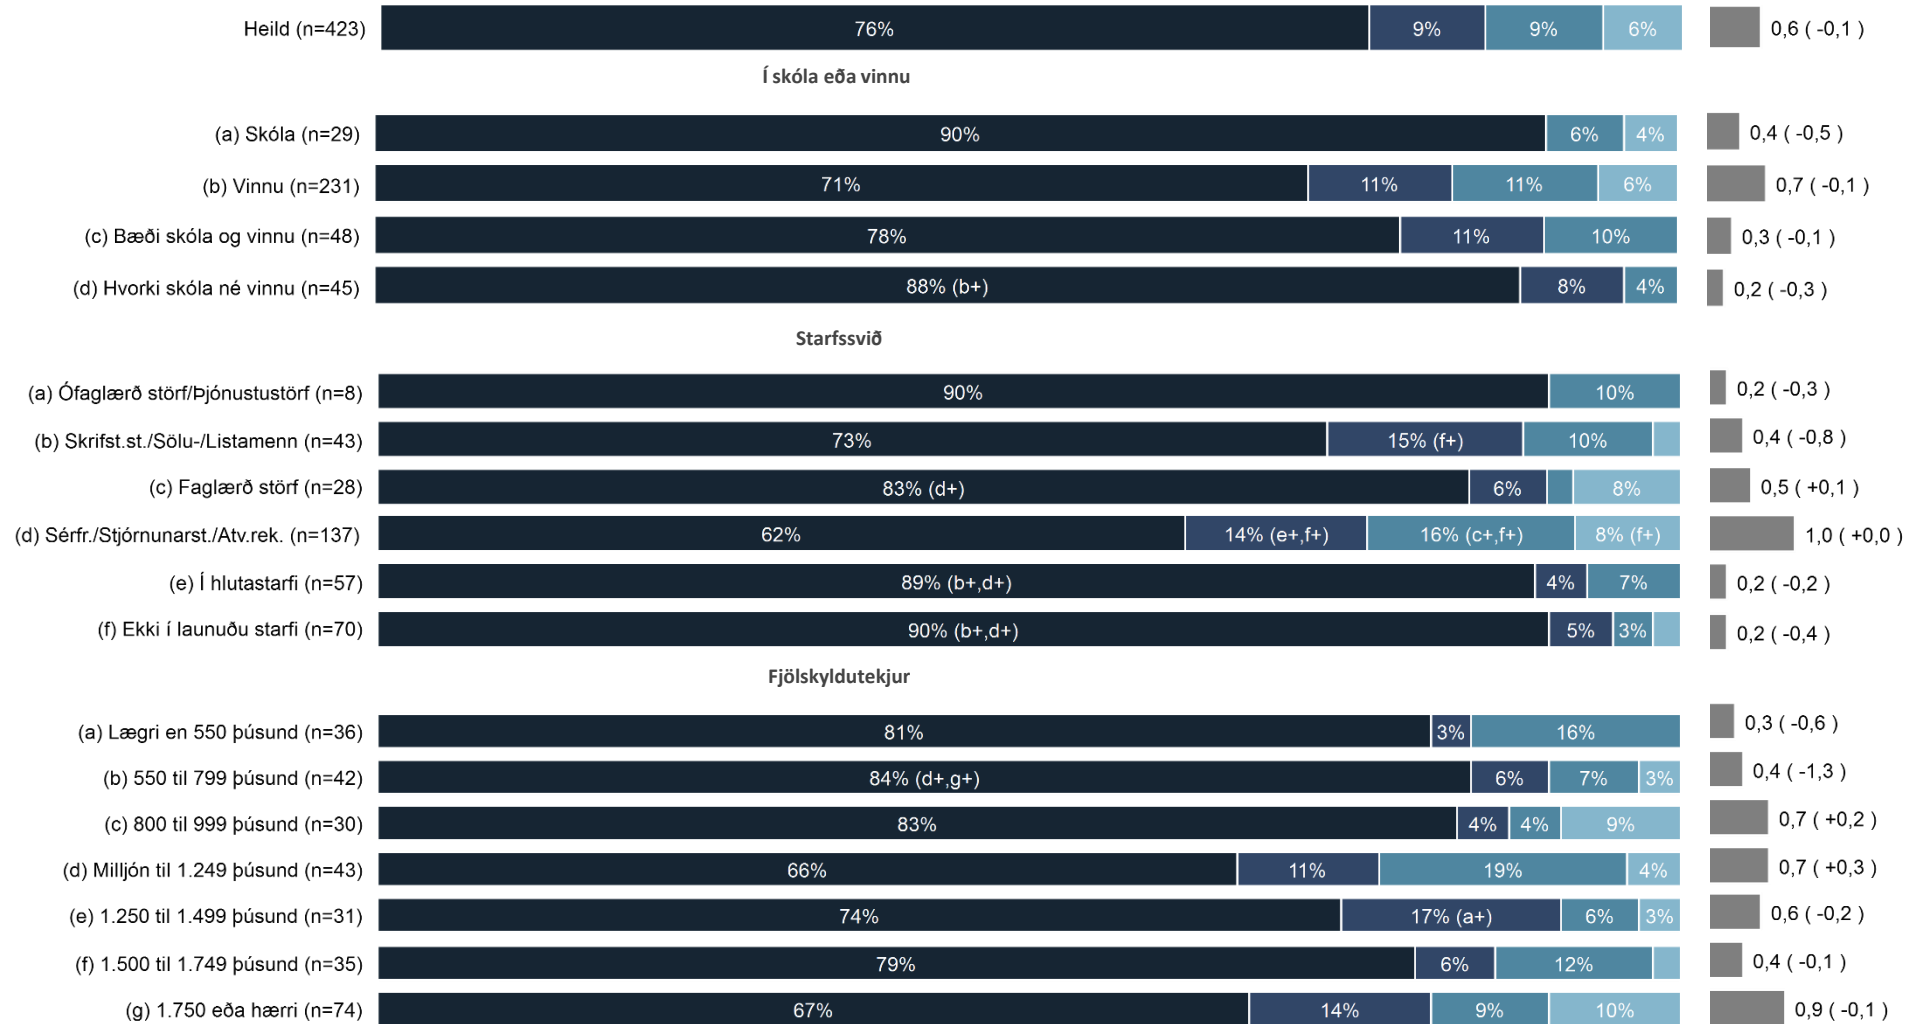 Heild (n=423) 76% 9% 9% 6% 0,6 ( -0,1 )
Í skóla eða vinnu
(a) Skóla (n=29) 90% 6% 4% 0,4 ( -0,5 )
(b) Vinnu (n=231) 71% 11% 11% 6% 0,7 ( -0,1 )
(c) Bæði skóla og vinnu (n=48) 78% 11% 10% 0,3 ( -0,1 )
(d) Hvorki skóla né vinnu (n=45) 88% (b+) 8% 4% 0,2 ( -0,3 )
Starfssvið
(a) Ófaglærð störf/Þjónustustörf (n=8) 90% 10% 0,2 ( -0,3 )
(b) Skrifst.st./Sölu-/Listamenn (n=43) 73% 15% (f+) 10% 0,4 ( -0,8 )
(c) Faglærð störf (n=28) 83% (d+) 6% 8% 0,5 ( +0,1 )
(d) Sérfr./Stjórnunarst./Atv.rek. (n=137) 62% 14% (e+,f+) 16% (c+,f+) 8% (f+) 1,0 ( +0,0 )
(e) Í hlutastarfi (n=57) 89% (b+,d+) 4% 7% 0,2 ( -0,2 )
(f) Ekki í launuðu starfi (n=70) 90% (b+,d+) 5% 3% 0,2 ( -0,4 )
Fjölskyldutekjur
(a) Lægri en 550 þúsund (n=36) 81% 3% 16% 0,3 ( -0,6 )
(b) 550 til 799 þúsund (n=42) 84% (d+,g+) 6% 7% 3% 0,4 ( -1,3 )
(c) 800 til 999 þúsund (n=30) 83% 4% 4% 9% 0,7 ( +0,2 )
(d) Milljón til 1.249 þúsund (n=43) 66% 11% 19% 4% 0,7 ( +0,3 )
(e) 1.250 til 1.499 þúsund (n=31) 74% 17% (a+) 6% 3% 0,6 ( -0,2 )
(f) 1.500 til 1.749 þúsund (n=35) 79% 6% 12% 0,4 ( -0,1 )
(g) 1.750 eða hærri (n=74) 67% 14% 9% 10% 0,9 ( -0,1 )